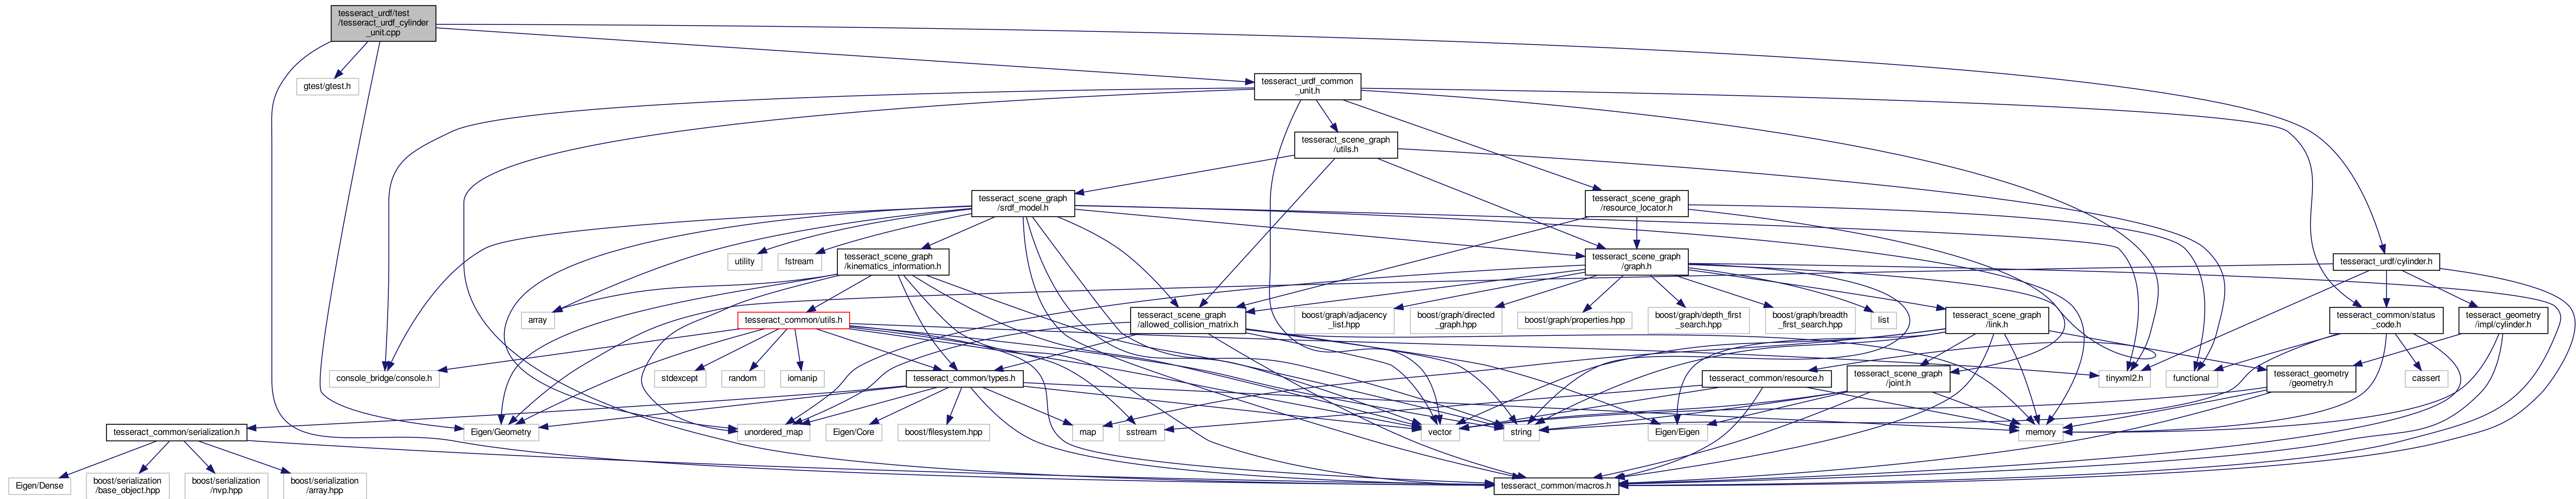 tesseract_urdf/test
/tesseract_urdf_cylinder
_unit.cpp
gtest/gtest.h
tesseract_urdf_common
_unit.h
tesseract_scene_graph
/utils.h
tesseract_scene_graph
/srdf_model.h
tesseract_scene_graph
/resource_locator.h
utility
fstream
tesseract_scene_graph
/kinematics_information.h
tesseract_scene_graph
/graph.h
tesseract_urdf/cylinder.h
array
tesseract_common/utils.h
tesseract_scene_graph
/allowed_collision_matrix.h
boost/graph/adjacency
_list.hpp
boost/graph/directed
_graph.hpp
boost/graph/properties.hpp
boost/graph/depth_first
_search.hpp
boost/graph/breadth
_first_search.hpp
list
tesseract_scene_graph
/link.h
tesseract_common/status
_code.h
tesseract_geometry
/impl/cylinder.h
console_bridge/console.h
stdexcept
random
iomanip
tesseract_common/types.h
tesseract_common/resource.h
tesseract_scene_graph
/joint.h
tinyxml2.h
functional
tesseract_geometry
/geometry.h
cassert
tesseract_common/serialization.h
Eigen/Geometry
unordered_map
Eigen/Core
boost/filesystem.hpp
map
sstream
vector
string
Eigen/Eigen
memory
Eigen/Dense
boost/serialization
/base_object.hpp
boost/serialization
/nvp.hpp
boost/serialization
/array.hpp
tesseract_common/macros.h